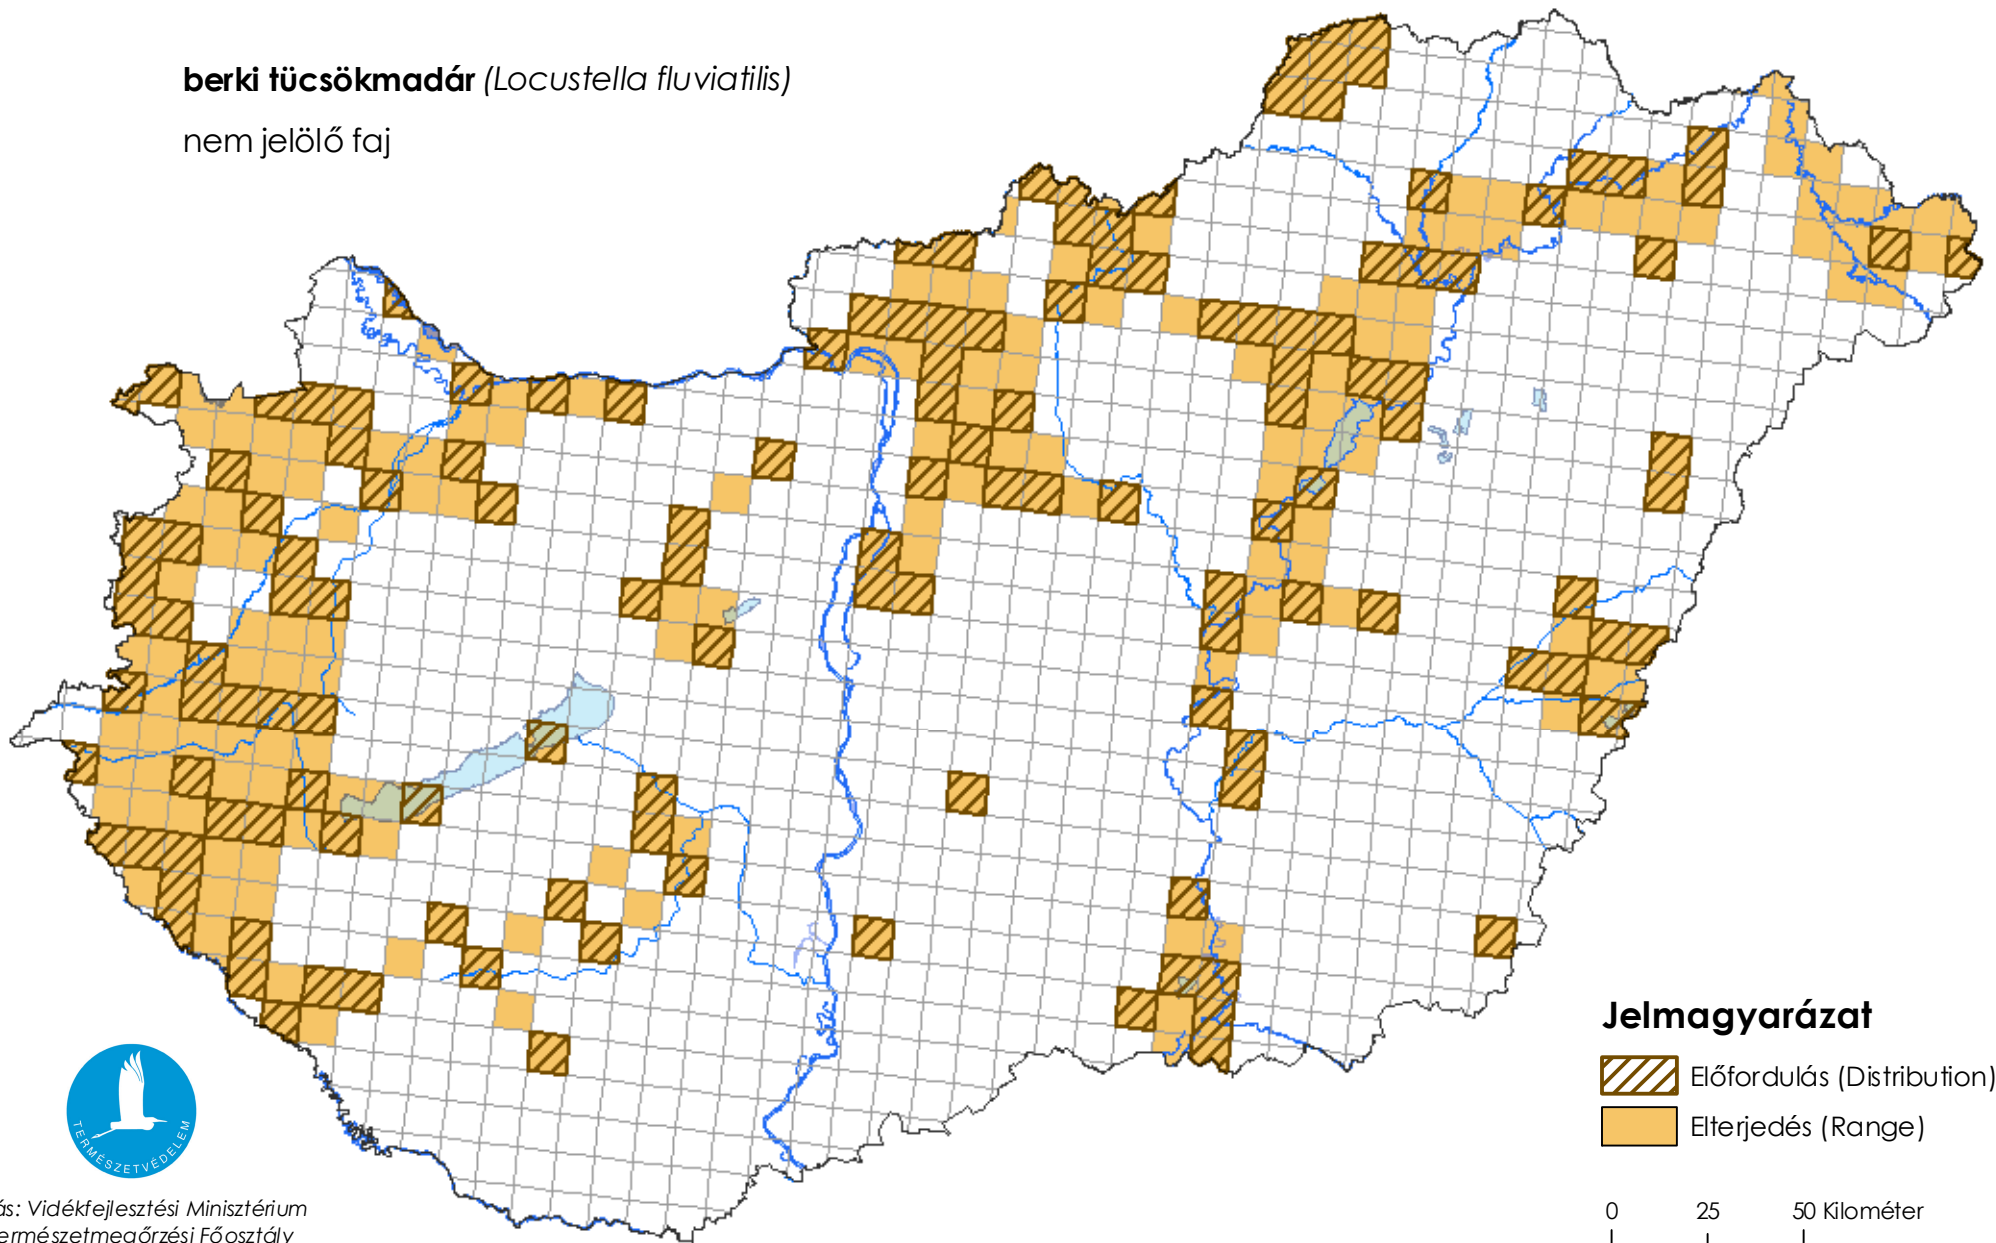 berki tücsökmadár (Locustella fluviatilis)
nem jelölő faj
Jelmagyarázat
Előfordulás (Distribution)
Elterjedés (Range)
0 25 50 Kilométer
TERMÉSZETVÉDELEM
Vidékfejlesztési Minisztérium
Főosztály